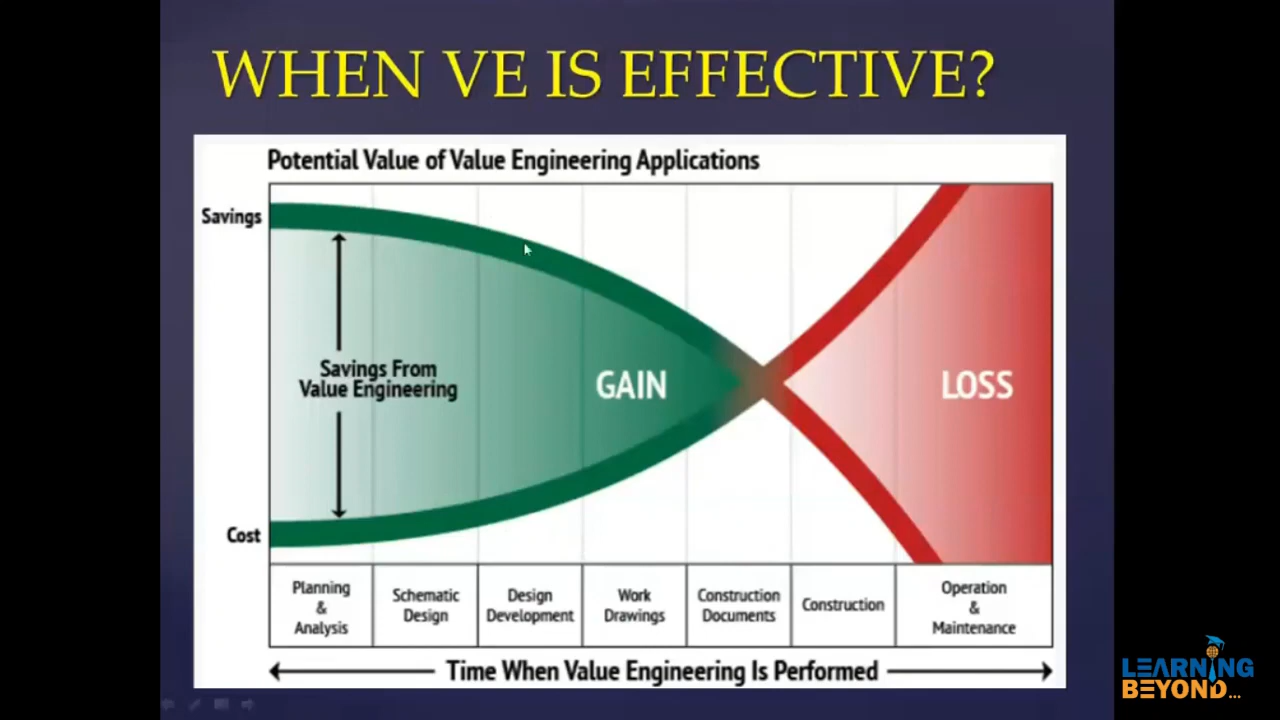 WHEN VE IS EFFECTIVE?
Potential Value of Value Engineering Applications
Savings
Savings From
Value Engineering
GAIN
LOSS
Cost
Planning
&
Analysis
Schematic
Design
Design
Development
Work
Drawings
Construction
Documents
Construction
Operation
&
Maintenance
Time When Value Engineering Is Performed
LEARNING
BEYOND...